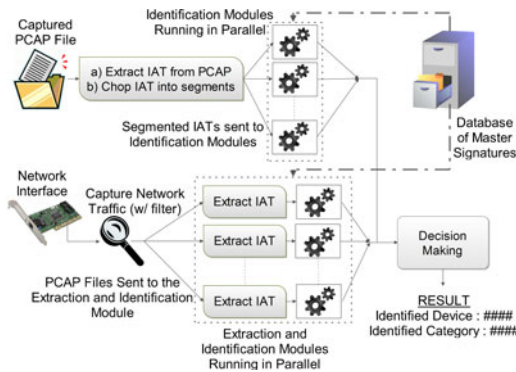 Captured
PCAP File
Identification Modules
Running in Parallel
a) Extract IAT from PCAP
b) Chop IAT into segments
Segmented IATs sent to
Identification Modules
Database
of Master
Signatures
Network
Interface
Capture Network
Traffic (w/ filter)
Extract IAT
Extract IAT
Extract IAT
PCAP Files Sent to the
Extraction and Identification
Module
Decision
Making
RESULT
Identified Device : ####
Identified Category : ####
Extraction and
Identification Modules
Running in Parallel